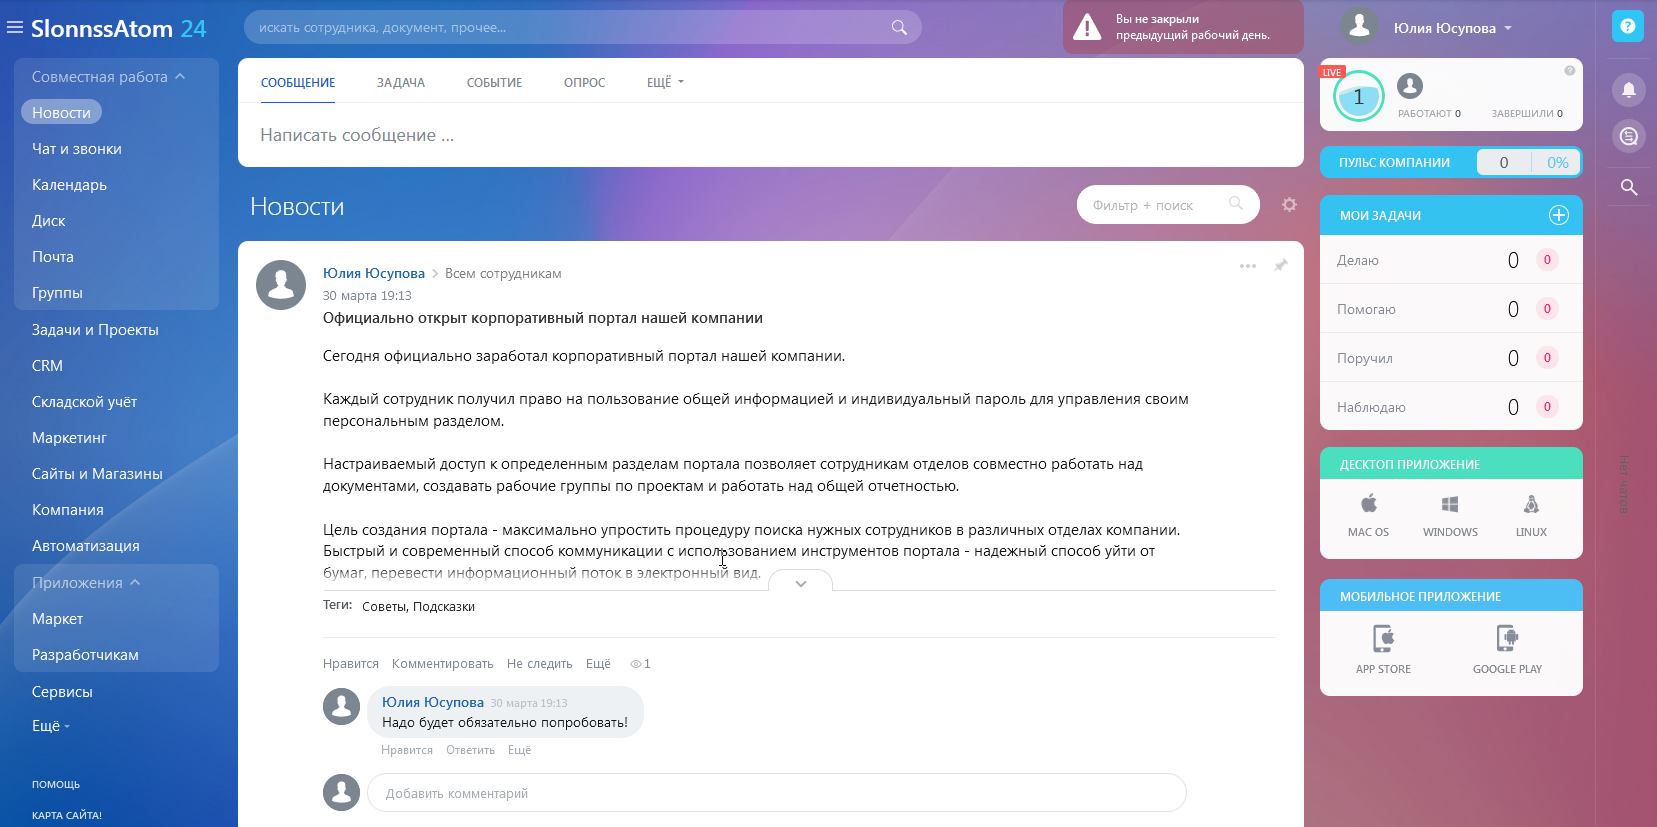 SlonnssAtom 24
искать сотрудника, документ, прочее...
Вы не закрыли
предыдущий рабочий день.
Юлия Юсупова
?
Совместная работа
Новости
Чат и звонки
Календарь
Диск
Почта
Группы
Задачи и Проекты
CRM
Складской учёт
Маркетинг
Сайты и Магазины
Компания
Автоматизация
Приложения
Маркет
Разработчикам
Сервисы
Ещё
ПОМОЩЬ
КАРТА САЙТА!
СООБЩЕНИЕ ЗАДАЧА СОБЫТИЕ ОПРОС ЕЩЁ
Написать сообщение ...
Новости
Фильтр + поиск
Юлия Юсупова > Всем сотрудникам
30 марта 19:13
Официально открыт корпоративный портал нашей компании
Сегодня официально заработал корпоративный портал нашей компании.
Каждый сотрудник получил право на пользование общей информацией и индивидуальный пароль для управления своим
персональным разделом.
Настраиваемый доступ к определенным разделам портала позволяет сотрудникам отделов совместно работать над
документами, создавать рабочие группы по проектам и работать над общей отчетностью.
Цель создания портала - максимально упростить процедуру поиска нужных сотрудников в различных отделах компании.
Быстрый и современный способ коммуникации с использованием инструментов портала - надежный способ уйти от
бумаг, перевести информационный поток в электронный вид.
Теги: Советы, Подсказки
Нравится Комментировать Не следить Ещё 1
Юлия Юсупова 30 марта 19:13
Надо будет обязательно попробовать!
Нравится Ответить Ещё
Добавить комментарий
LIVE
?
1
РАБОТАЮТ 0 ЗАВЕРШИЛИ 0
ПУЛЬС КОМПАНИИ 0 0%
МОИ ЗАДАЧИ
Делаю 0 0
Помогаю 0 0
Поручил 0 0
Наблюдаю 0 0
ДЕСКТОП ПРИЛОЖЕНИЕ
MAC OS WINDOWS LINUX
МОБИЛЬНОЕ ПРИЛОЖЕНИЕ
APP STORE GOOGLE PLAY
Нет чатов